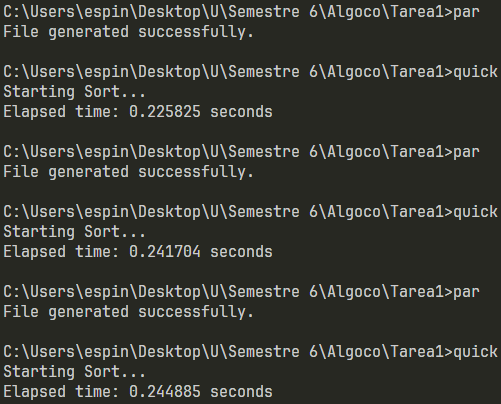 C:\Users\espin\Desktop\U\Semestre 6\Algoco\Tarea1>par
File generated successfully.
C:\Users\espin\Desktop\U\Semestre 6\Algoco\Tarea1>quick
Starting Sort...
Elapsed time: 0.225825 seconds
C:\Users\espin\Desktop\U\Semestre 6\Algoco\Tarea1>par
File generated successfully.
C:\Users\espin\Desktop\U\Semestre 6\Algoco\Tarea1>quick
Starting Sort...
Elapsed time: 0.241704 seconds
C:\Users\espin\Desktop\U\Semestre 6\Algoco\Tarea1>par
File generated successfully.
C:\Users\espin\Desktop\U\Semestre 6\Algoco\Tarea1>quick
Starting Sort...
Elapsed time: 0.244885 seconds